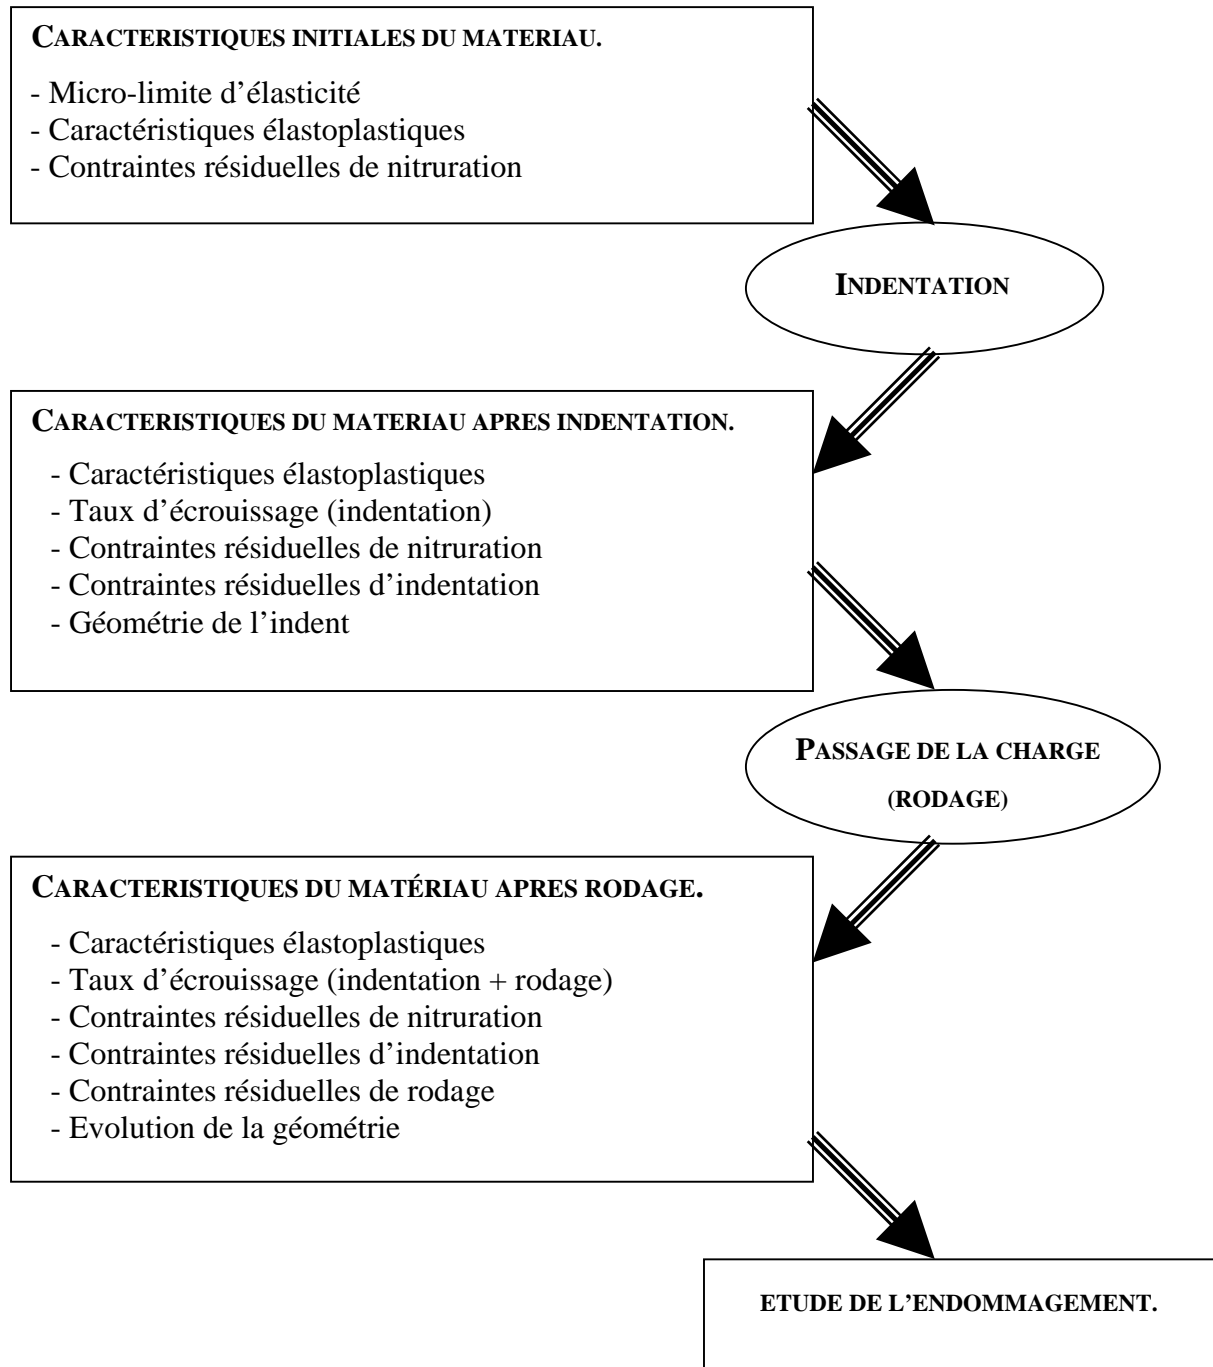 CARACTERISTIQUES INITIALES DU MATERIAU.
- Micro-limite d’élasticité
- Caractéristiques élastoplastiques
- Contraintes résiduelles de nitruration
INDENTATION
CARACTERISTIQUES DU MATERIAU APRES INDENTATION.
- Caractéristiques élastoplastiques
- Taux d’écrouissage (indentation)
- Contraintes résiduelles de nitruration
- Contraintes résiduelles d’indentation
- Géométrie de l’indent
PASSAGE DE LA CHARGE
(RODAGE)
CARACTERISTIQUES DU MATÉRIAU APRES RODAGE.
- Caractéristiques élastoplastiques
- Taux d’écrouissage (indentation + rodage)
- Contraintes résiduelles de nitruration
- Contraintes résiduelles d’indentation
- Contraintes résiduelles de rodage
- Evolution de la géométrie
ETUDE DE L’ENDOMMAGEMENT.